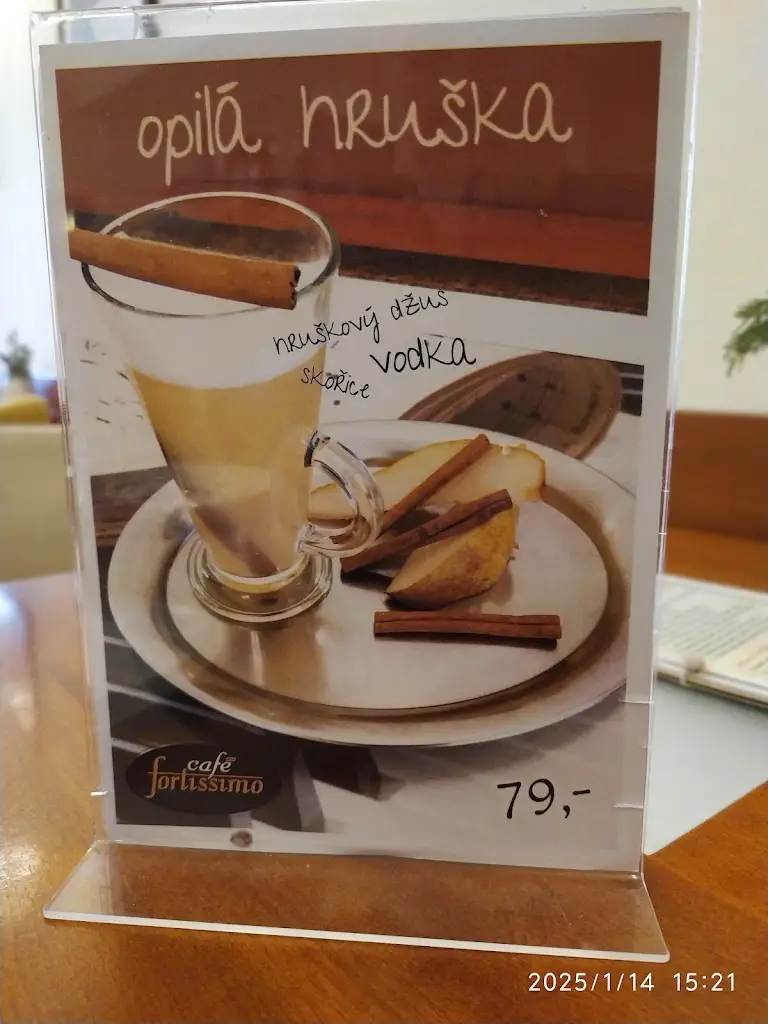 opilá hruška
hruškový džus
skořice vodka
café
fortissimo
79,-
2025/1/14 15:21